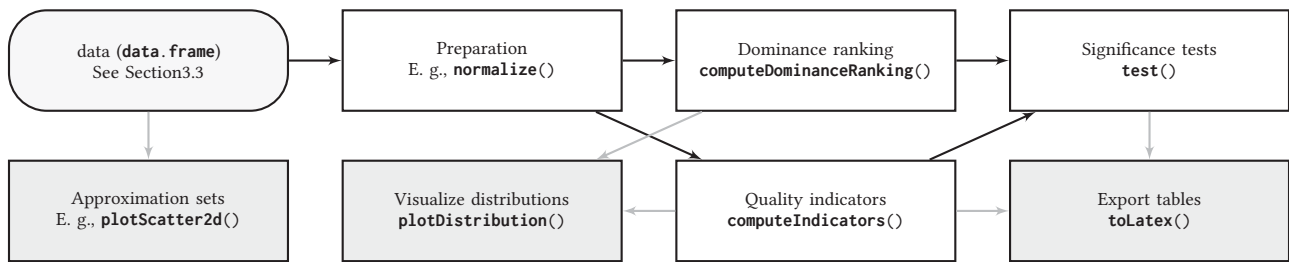 data (data.frame)
See Section3.3
Preparation
E. g., normalize()
Dominance ranking
computeDominanceRanking()
Significance tests
test()
Approximation sets
E. g., plotScatter2d()
Visualize distributions
plotDistribution()
Quality indicators
computeIndicators()
Export tables
toLatex()